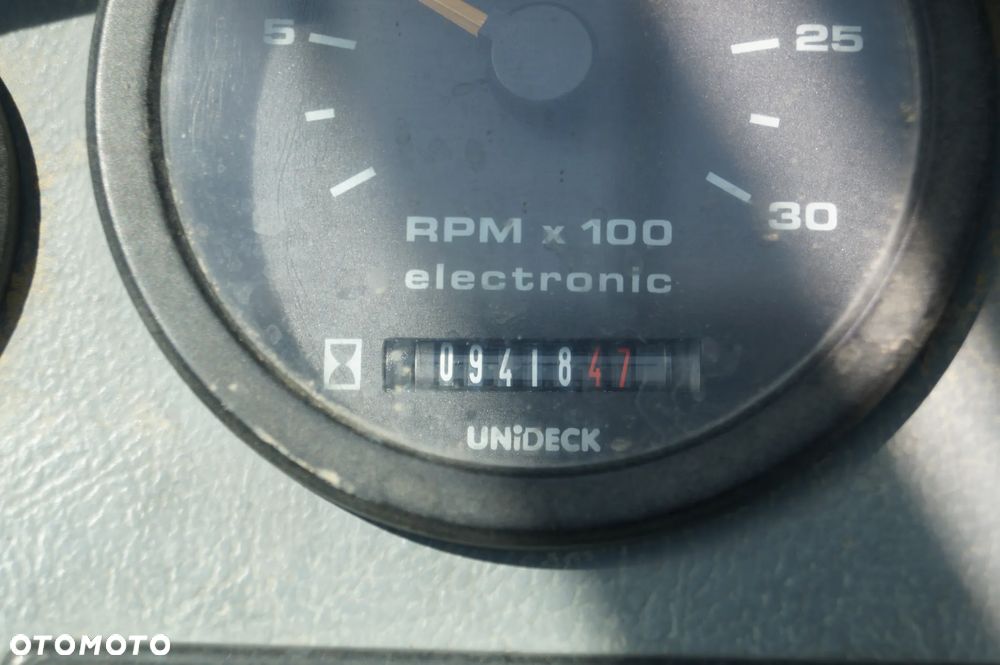 5
25
30
RPM x 100
electronic
0941847
UNiDECK
OTOMOTO